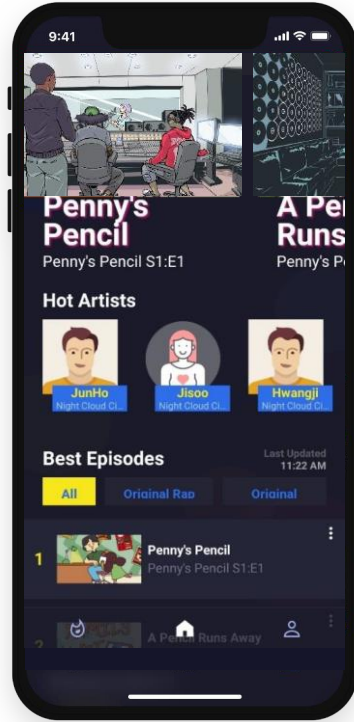 9:41
Penny's
Pencil
Penny's Pencil S1:E1
A Pe
Runs
Penny's P
Hot Artists
JunHo
Night Cloud Ci...
Jisoo
Night Cloud Ci...
Hwangji
Night Cloud Ci...
Best Episodes
Last Updated
11:22 AM
All
Original Rap
Original
1
Penny's Pencil
Penny's Pencil S1:E1
2
A Pencil Runs Away